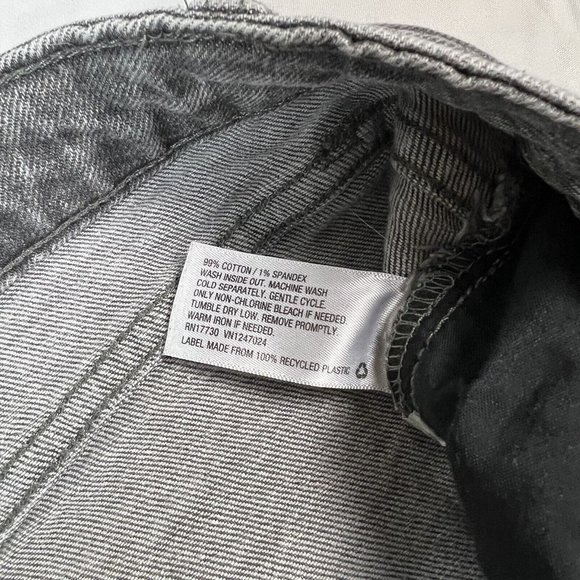 99% COTTON / 1% SPANDEX
WASH INSIDE OUT. MACHINE WASH
COLD SEPARATELY. GENTLE CYCLE.
ONLY NON-CHLORINE BLEACH IF NEEDED
TUMBLE DRY LOW. REMOVE PROMPTLY.
WARM IRON IF NEEDED.
RN17730 VN1247024
LABEL MADE FROM 100% RECYCLED PLASTIC